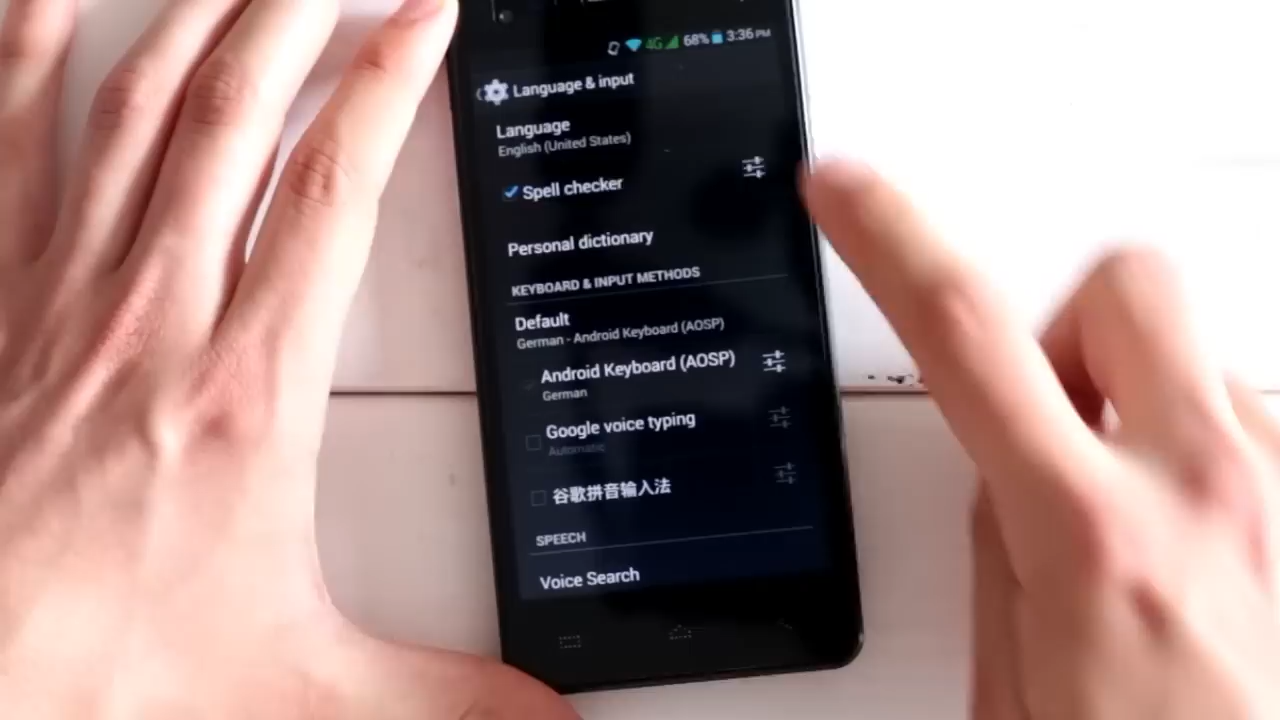 4G 68% 3:36 PM
Language & input
Language
English (United States)
Spell checker
Personal dictionary
KEYBOARD & INPUT METHODS
Default
German - Android Keyboard (AOSP)
Android Keyboard (AOSP)
German
Google voice typing
Automatic
谷歌拼音输入法
SPEECH
Voice Search